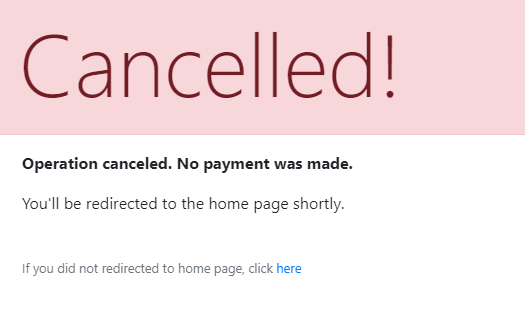 Cancelled!
Operation canceled. No payment was made.
You'll be redirected to the home page shortly.
If you did not redirected to home page, click here